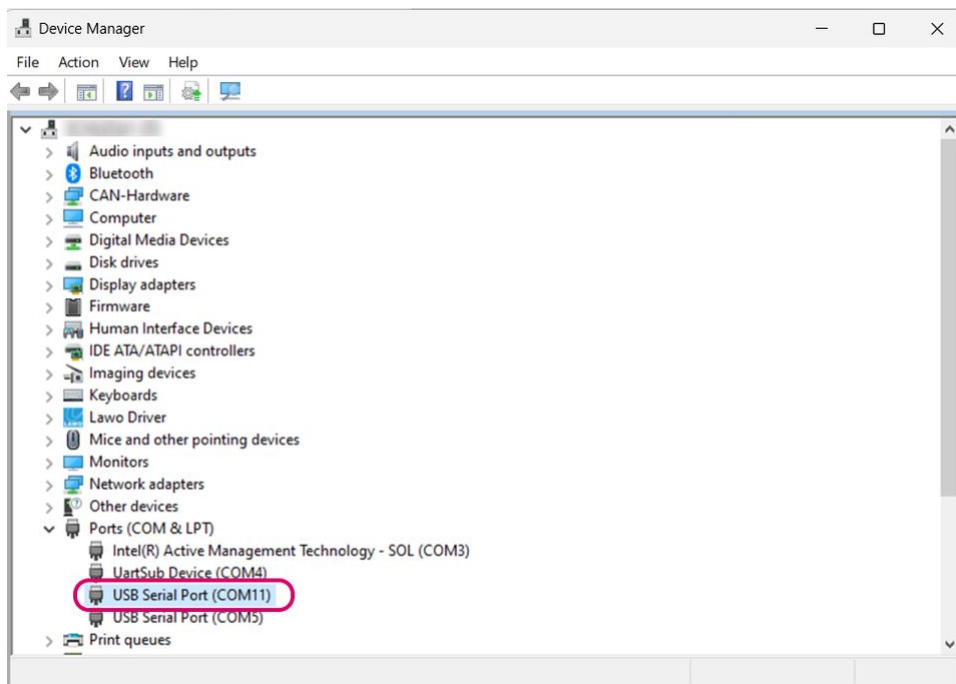 Device Manager
File Action View Help
Audio inputs and outputs
Bluetooth
CAN-Hardware
Computer
Digital Media Devices
Disk drives
Display adapters
Firmware
Human Interface Devices
IDE ATA/ATAPI controllers
Imaging devices
Keyboards
Lawo Driver
Mice and other pointing devices
Monitors
Network adapters
Other devices
Ports (COM & LPT)
Intel(R) Active Management Technology - SOL (COM3)
UartSub Device (COM4)
USB Serial Port (COM11)
USB Serial Port (COM5)
Print queues